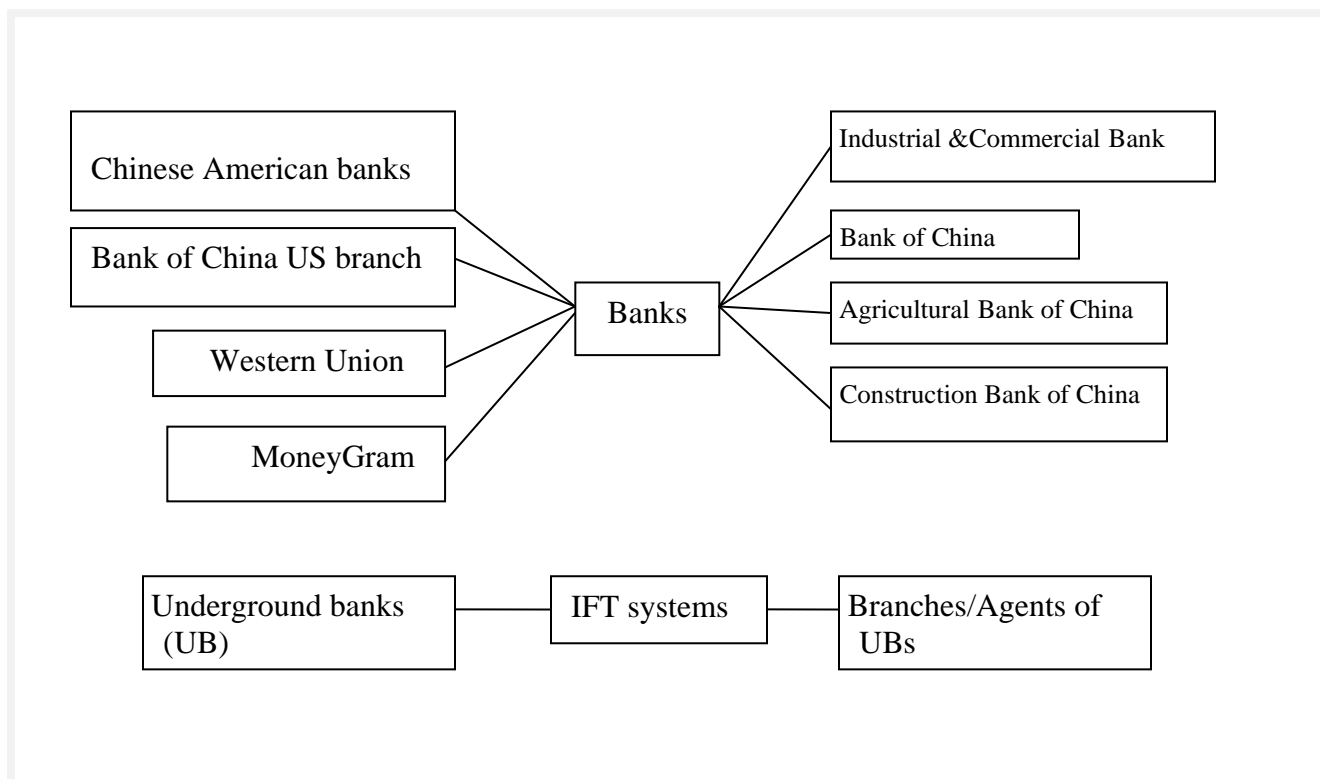 Chinese American banks
Bank of China US branch
Western Union
MoneyGram
Banks
Industrial &Commercial Bank
Bank of China
Agricultural Bank of China
Construction Bank of China
Underground banks
(UB)
IFT systems
Branches/Agents of
UBs